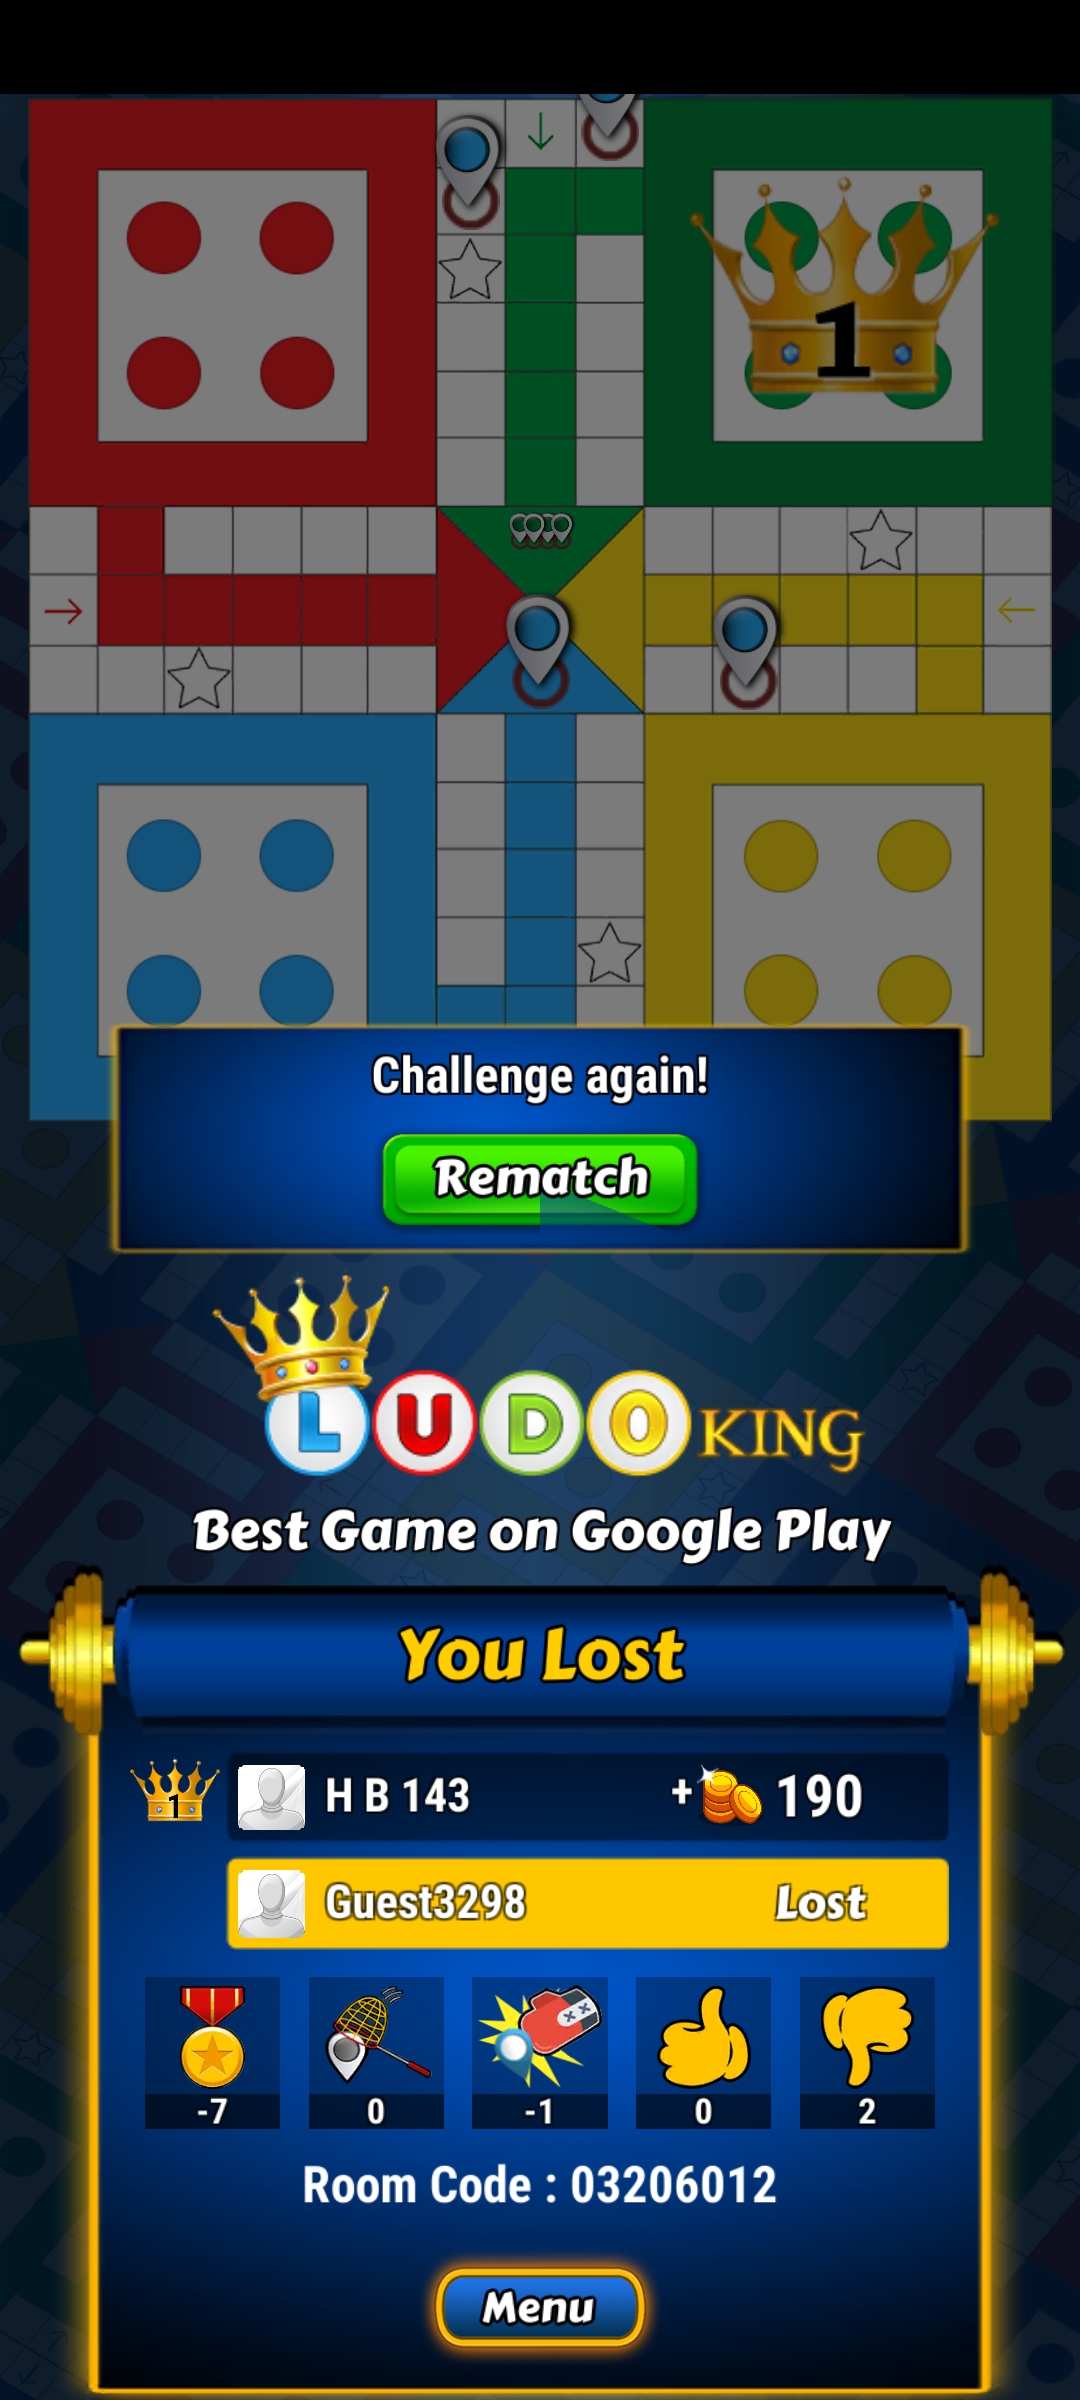 1
Challenge again!
Rematch
LUDO KING
Best Game on Google Play
You Lost
1 H B 143 + 190
Guest3298 Lost
-7 0 -1 0 2
Room Code : 03206012
Menu